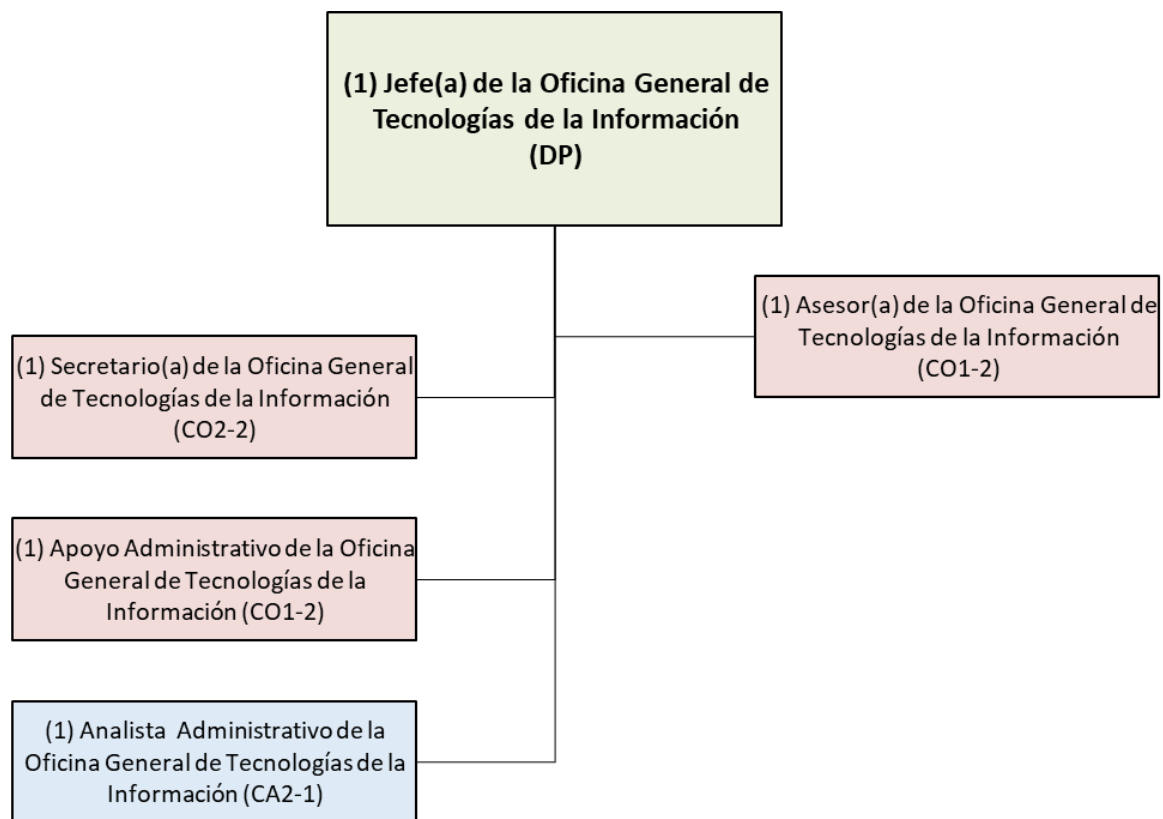 (1) Jefe(a) de la Oficina General de
Tecnologías de la Información
(DP)
(1) Asesor(a) de la Oficina General de
Tecnologías de la Información
(CO1-2)
(1) Secretario(a) de la Oficina General
de Tecnologías de la Información
(CO2-2)
(1) Apoyo Administrativo de la Oficina
General de Tecnologías de la
Información (CO1-2)
(1) Analista Administrativo de la
Oficina General de Tecnologías de la
Información (CA2-1)